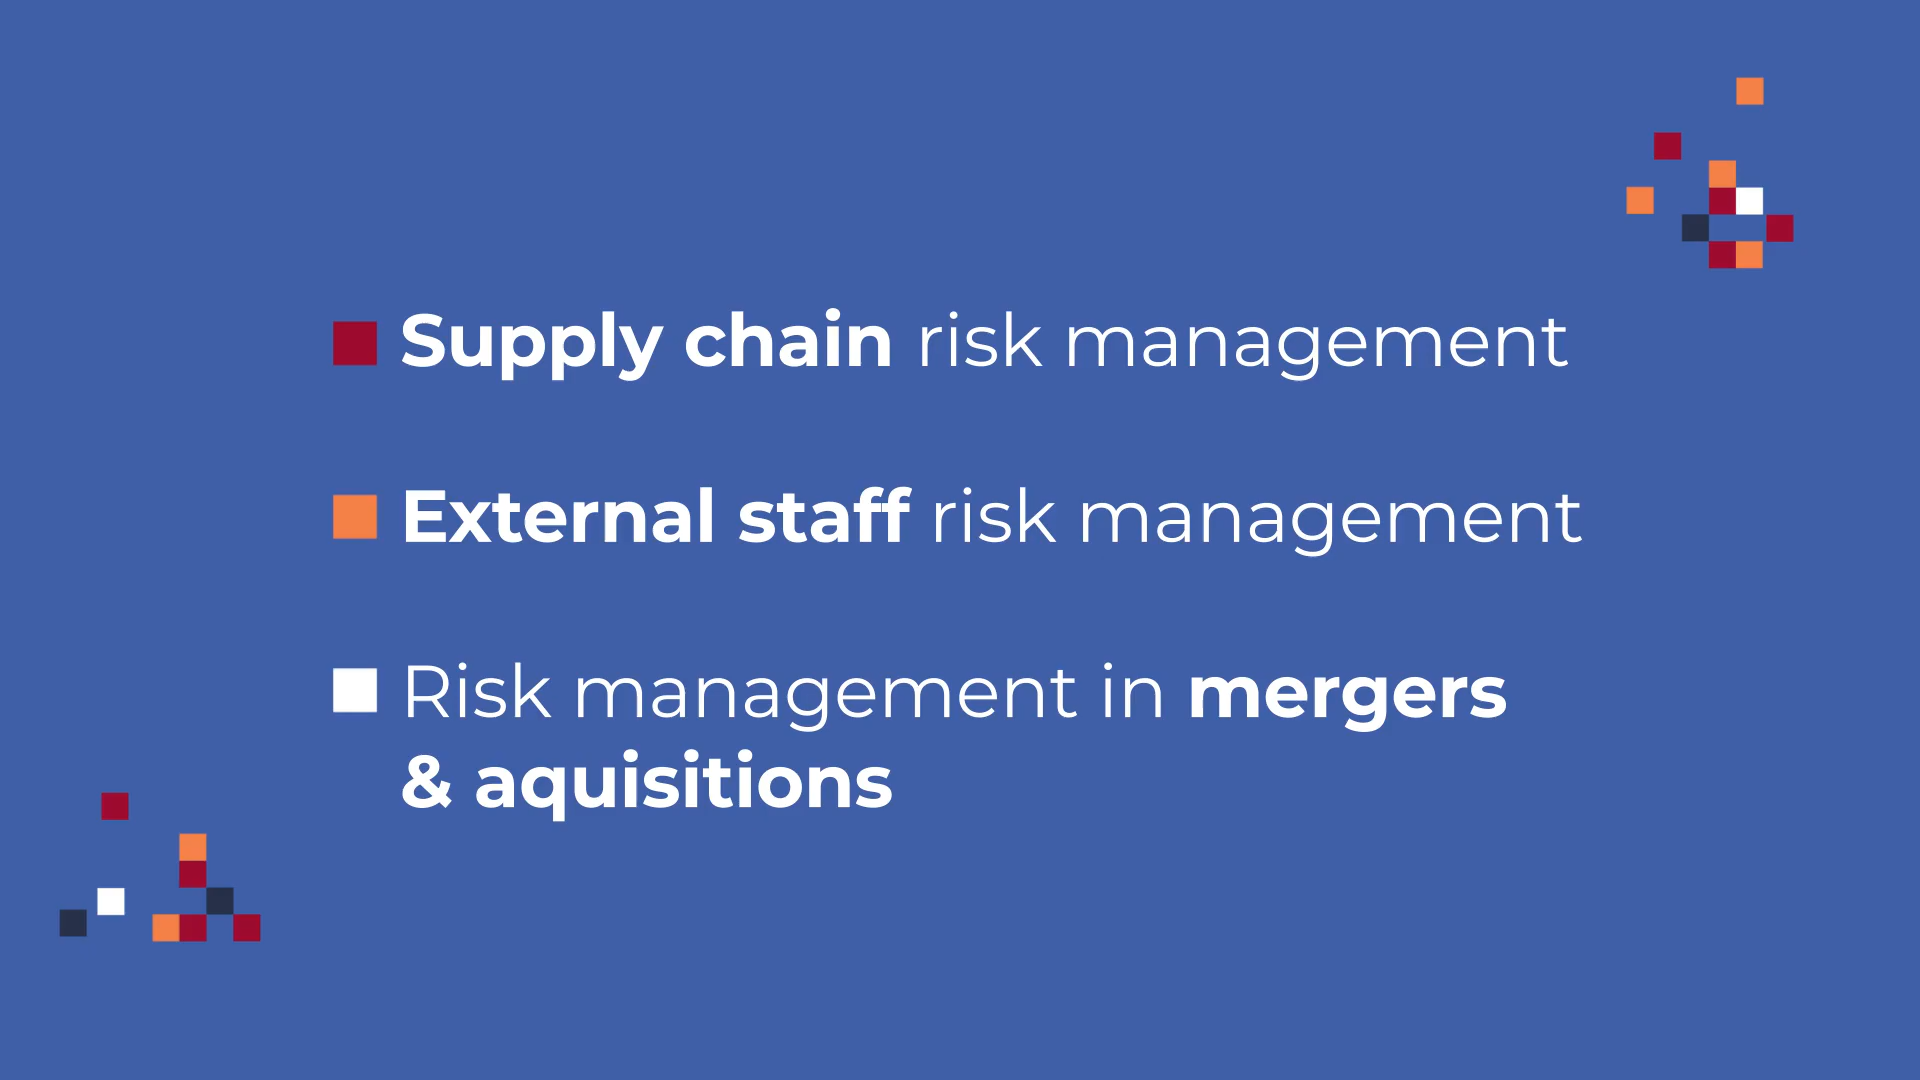 Supply chain risk management
External staff risk management
Risk management in mergers
& aquisitions